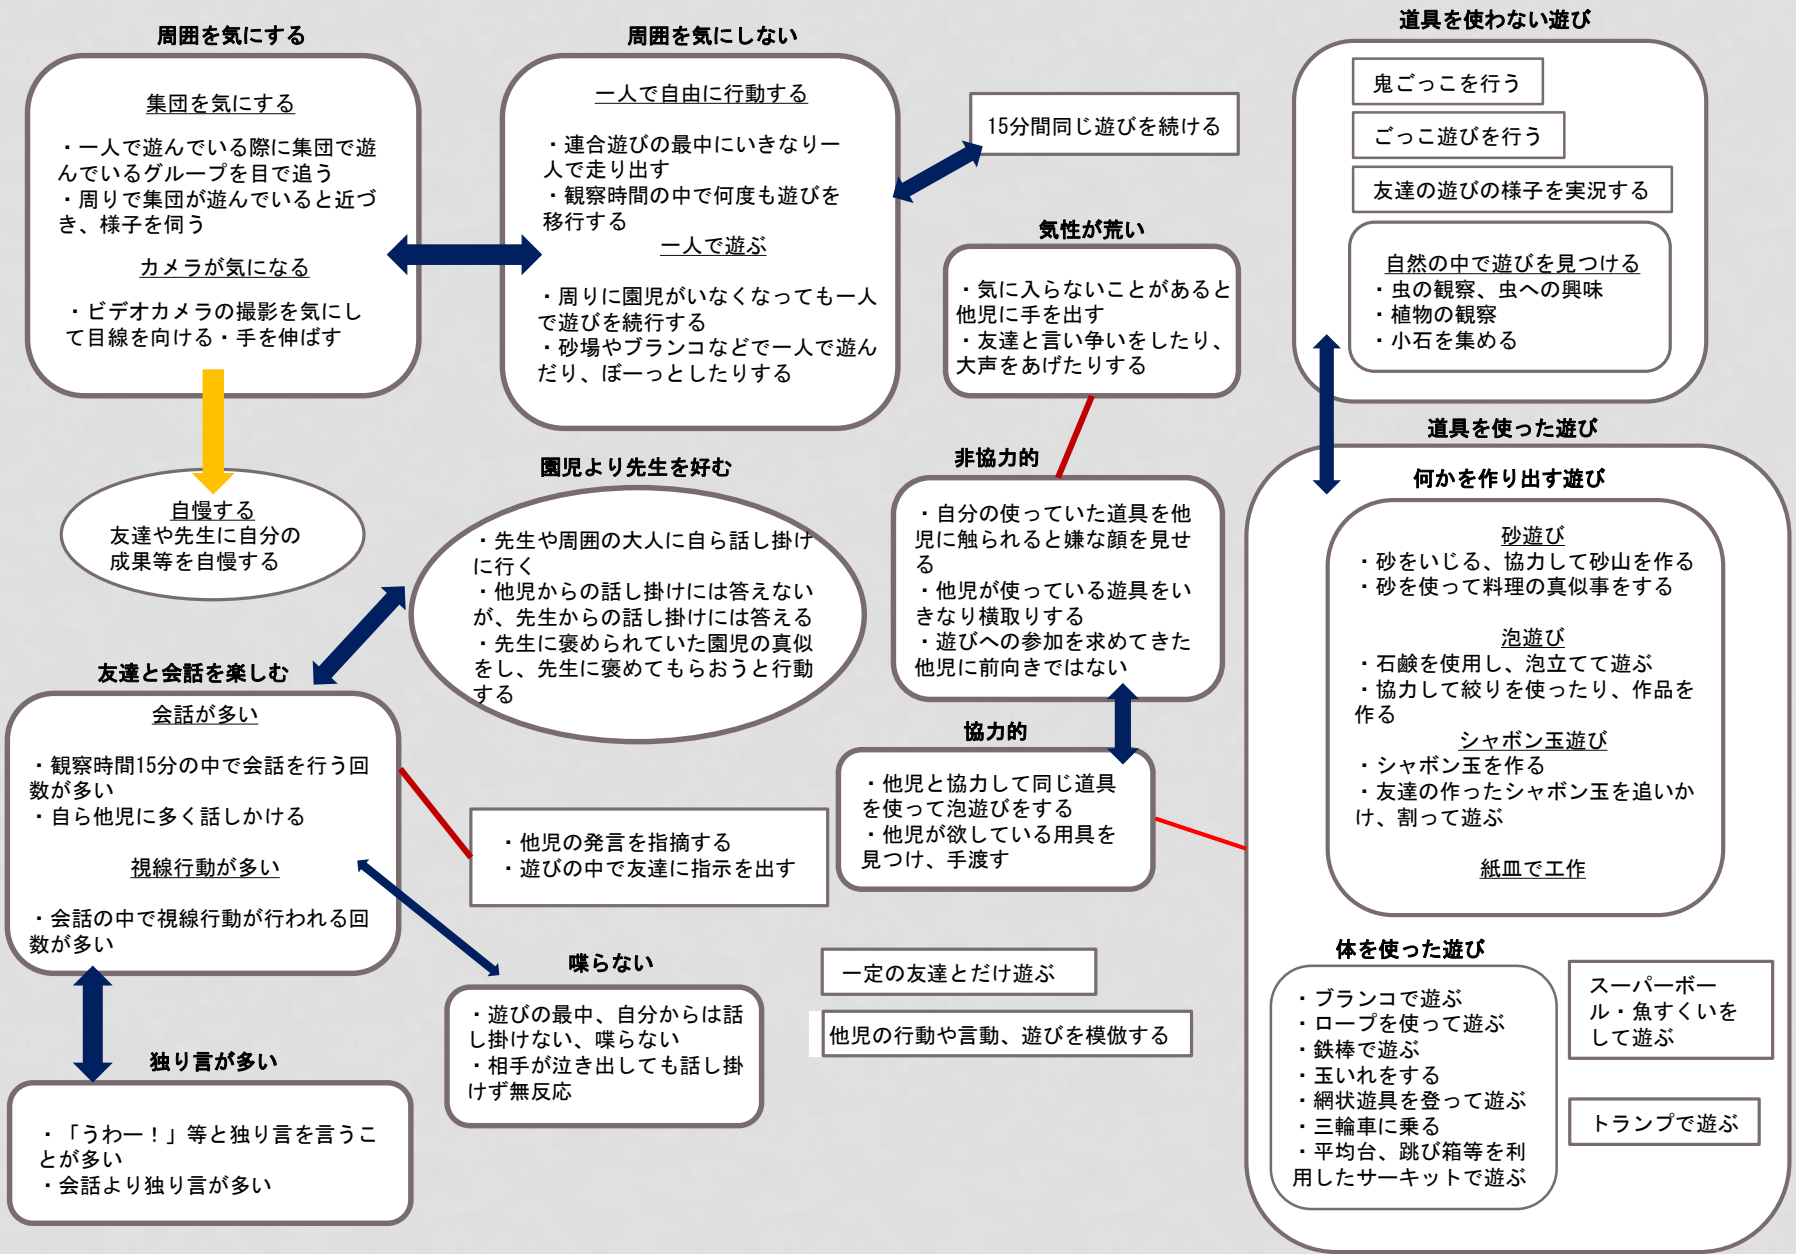 周囲を気にする
集団を気にする
・一人で遊んでいる際に集団で遊
んでいるグループを目で追う
・周りで集団が遊んでいると近づ
き、様子を伺う
カメラが気になる
・ビデオカメラの撮影を気にし
て目線を向ける・手を伸ばす
自慢する
友達や先生に自分の
成果等を自慢する
周囲を気にしない
一人で自由に行動する
・連合遊びの最中にいきなり一
人で走り出す
・観察時間の中で何度も遊びを
移行する
一人で遊ぶ
・周りに園児がいなくなっても一人
で遊びを続行する
・砂場やブランコなどで一人で遊ん
だり、ぼーっとしたりする
15分間同じ遊びを続ける
気性が荒い
・気に入らないことがあると
他児に手を出す
・友達と言い争いをしたり、
大声をあげたりする
園児より先生を好む
・先生や周囲の大人に自ら話し掛け
に行く
・他児からの話し掛けには答えない
が、先生からの話し掛けには答える
・先生に褒められていた園児の真似
をし、先生に褒めてもらおうと行動
する
非協力的
・自分の使っていた道具を他
児に触られると嫌な顔を見せ
る
・他児が使っている遊具をい
きなり横取りする
・遊びへの参加を求めてきた
他児に前向きではない
協力的
・他児と協力して同じ道具
を使って泡遊びをする
・他児が欲している用具を
見つけ、手渡す
友達と会話を楽しむ
会話が多い
・観察時間15分の中で会話を行う回
数が多い
・自ら他児に多く話しかける
視線行動が多い
・会話の中で視線行動が行われる回
数が多い
・他児の発言を指摘する
・遊びの中で友達に指示を出す
喋らない
・遊びの最中、自分からは話
し掛けない、喋らない
・相手が泣き出しても話し掛
けず無反応
独り言が多い
・「うわー！」等と独り言を言うこ
とが多い
・会話より独り言が多い
一定の友達とだけ遊ぶ
他児の行動や言動、遊びを模倣する
道具を使わない遊び
鬼ごっこを行う
ごっこ遊びを行う
友達の遊びの様子を実況する
自然の中で遊びを見つける
・虫の観察、虫への興味
・植物の観察
・小石を集める
道具を使った遊び
何かを作り出す遊び
砂遊び
・砂をいじる、協力して砂山を作る
・砂を使って料理の真似事をする
泡遊び
・石鹸を使用し、泡立てて遊ぶ
・協力して絞りを使ったり、作品を
作る
シャボン玉遊び
・シャボン玉を作る
・友達の作ったシャボン玉を追いか
け、割って遊ぶ
紙皿で工作
体を使った遊び
・ブランコで遊ぶ
・ロープを使って遊ぶ
・鉄棒で遊ぶ
・玉いれをする
・網状遊具を登って遊ぶ
・三輪車に乗る
・平均台、跳び箱等を利
用したサーキットで遊ぶ
スーパーボー
ル・魚すくいを
して遊ぶ
トランプで遊ぶ